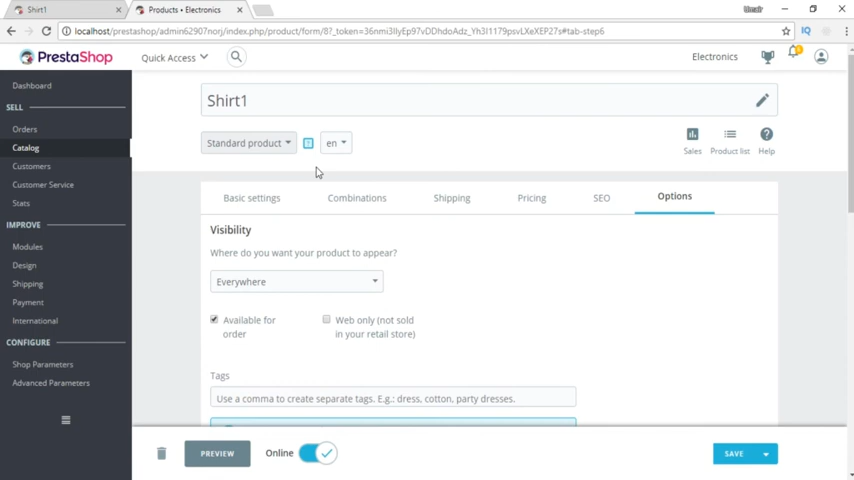 Shirt1
Products • Electronics
Umair
localhost/prestashop/admin62907norj/index.php/product/form/8?_token=36nmi3IlyEp97vDDhdoAdz_Yh3I1179psvLXeXEP27s#tab-step6
PrestaShop
Quick Access
Electronics
Dashboard
SELL
Orders
Catalog
Customers
Customer Service
Stats
IMPROVE
Modules
Design
Shipping
Payment
International
CONFIGURE
Shop Parameters
Advanced Parameters
Shirt1
Standard product
en
Sales
Product list
Help
Basic settings
Combinations
Shipping
Pricing
SEO
Options
Visibility
Where do you want your product to appear?
Everywhere
Available for
order
Web only (not sold
in your retail store)
Tags
Use a comma to create separate tags. E.g.: dress, cotton, party dresses.
PREVIEW
Online
SAVE